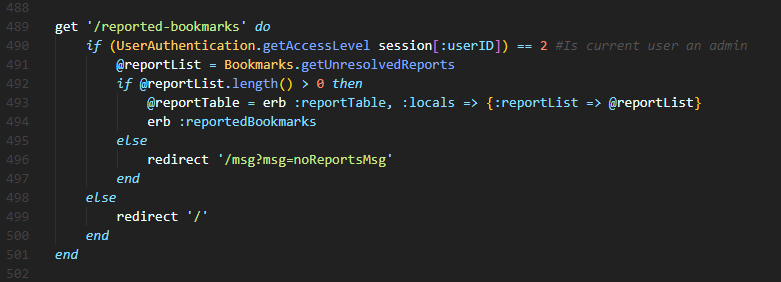 488
489 get '/reported-bookmarks' do
490 if (UserAuthentication.getAccessLevel session[:userID]) == 2 #Is current user an admin
491 @reportList = Bookmarks.getUnresolvedReports
492 if @reportList.length() > 0 then
493 @reportTable = erb :reportTable, :locals => {:reportList => @reportList}
494 erb :reportedBookmarks
495 else
496 redirect '/msg?msg=noReportsMsg'
497 end
498 else
499 redirect '/'
500 end
501 end
502